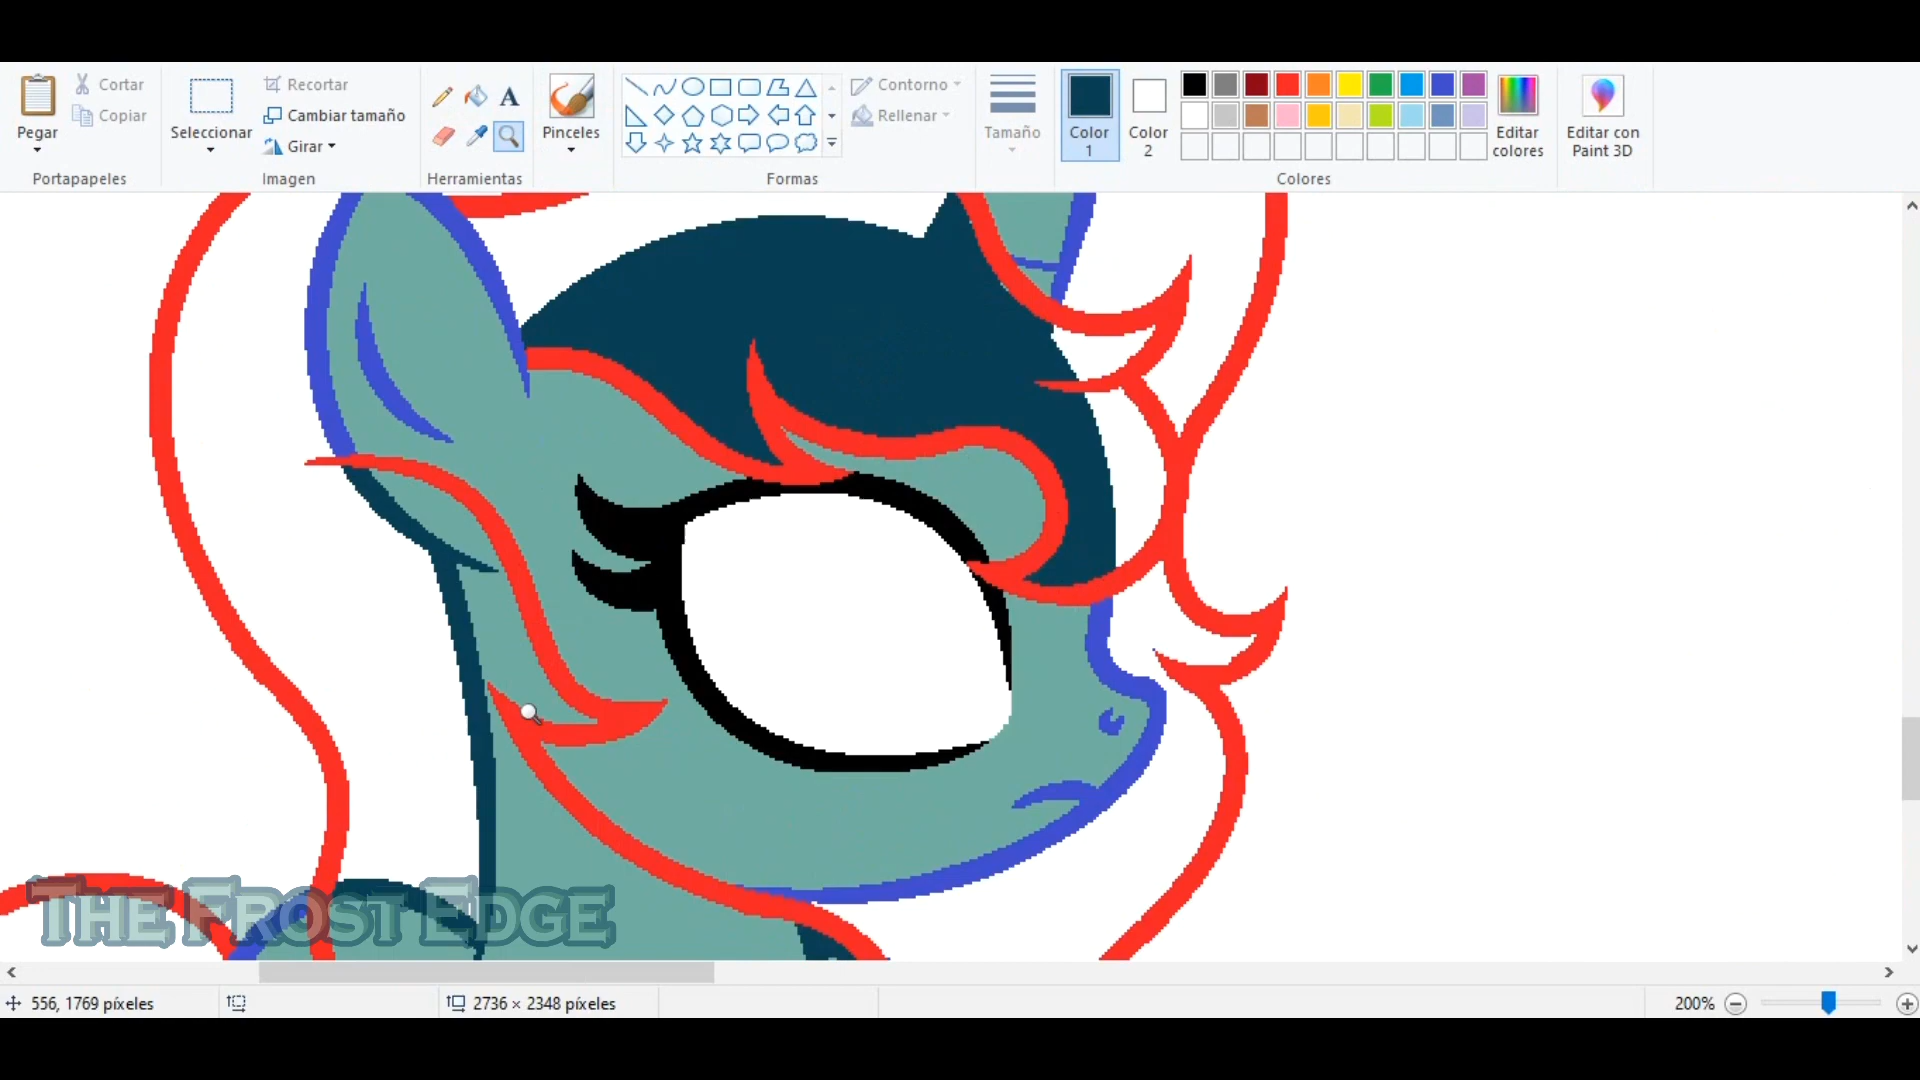 Pegar
Cortar
Copiar
Portapapeles
Seleccionar
Recortar
Cambiar tamaño
Girar
Imagen
A
Herramientas
Pinceles
Contorno
Rellenar
Formas
Tamaño
Color
1
Color
2
Editar
colores
Colores
Editar con
Paint 3D
THE FROST EDGE
556, 1769 píxeles
2736 × 2348 píxeles
200%